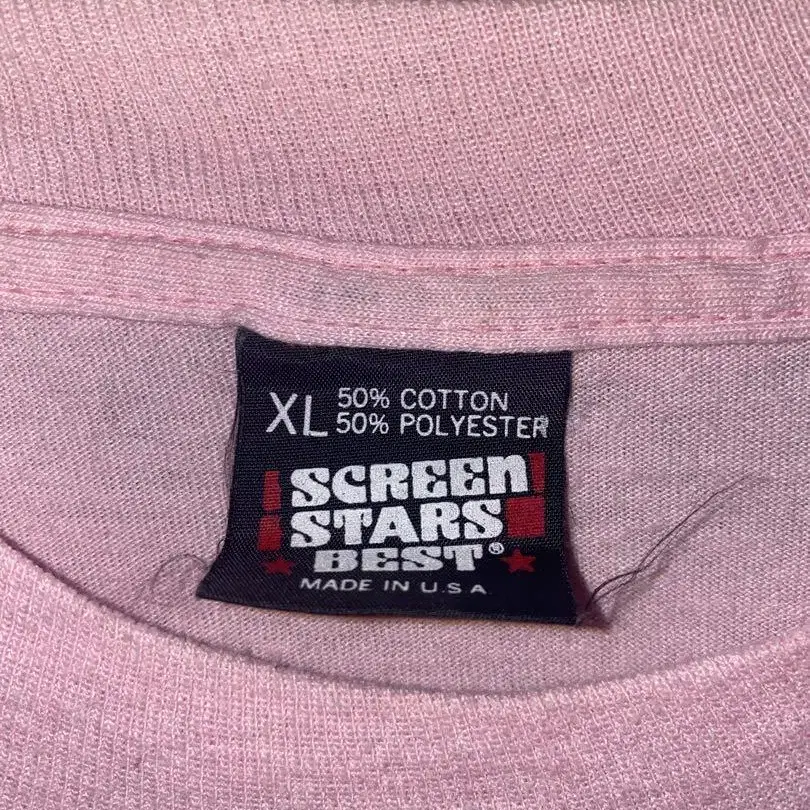 XL 50% COTTON
50% POLYESTER
SCREEN
STARS
BEST®
MADE IN U.S.A